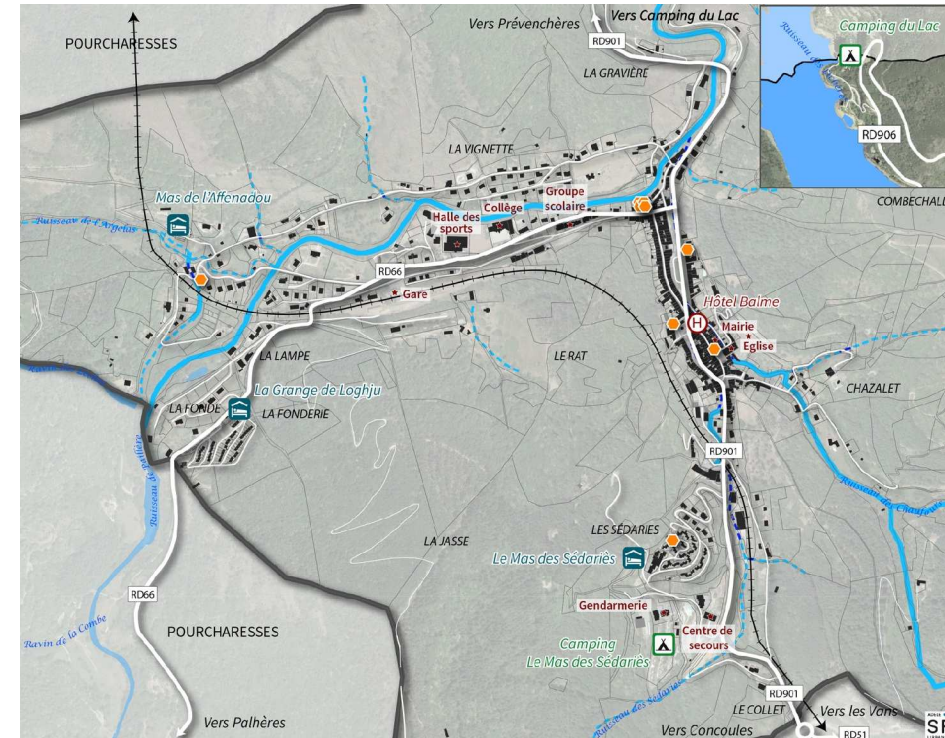 Vers Prévenchères
Vers Camping du Lac
RD901
POURCHARESSES
LA GRAVIÈRE
Camping du Lac
RD906
LA VIGNETTE
COMBECHAL
Mas de l'Affenadou
Groupe
scolaire
Collège
Halle des
sports
Ruisseau de l'Argelus
RD66
Gare
Hôtel Balme
Mairie
Eglise
LA LAMPE
LE RAT
CHAZALET
La Grange de Loghju
LA FONDE
LA FONDERIE
RD901
LES SÉDARIES
LA JASSE
Le Mas des Sédariès
RD66
Gendarmerie
Centre de
secours
Camping
Le Mas des Sédariès
Ravin de la Combe
POURCHARESSES
Ruisseau des Sédariès
RD901
LE COLLET
Vers les Vans
Vers Palhères
Vers Concoules
RD51
H